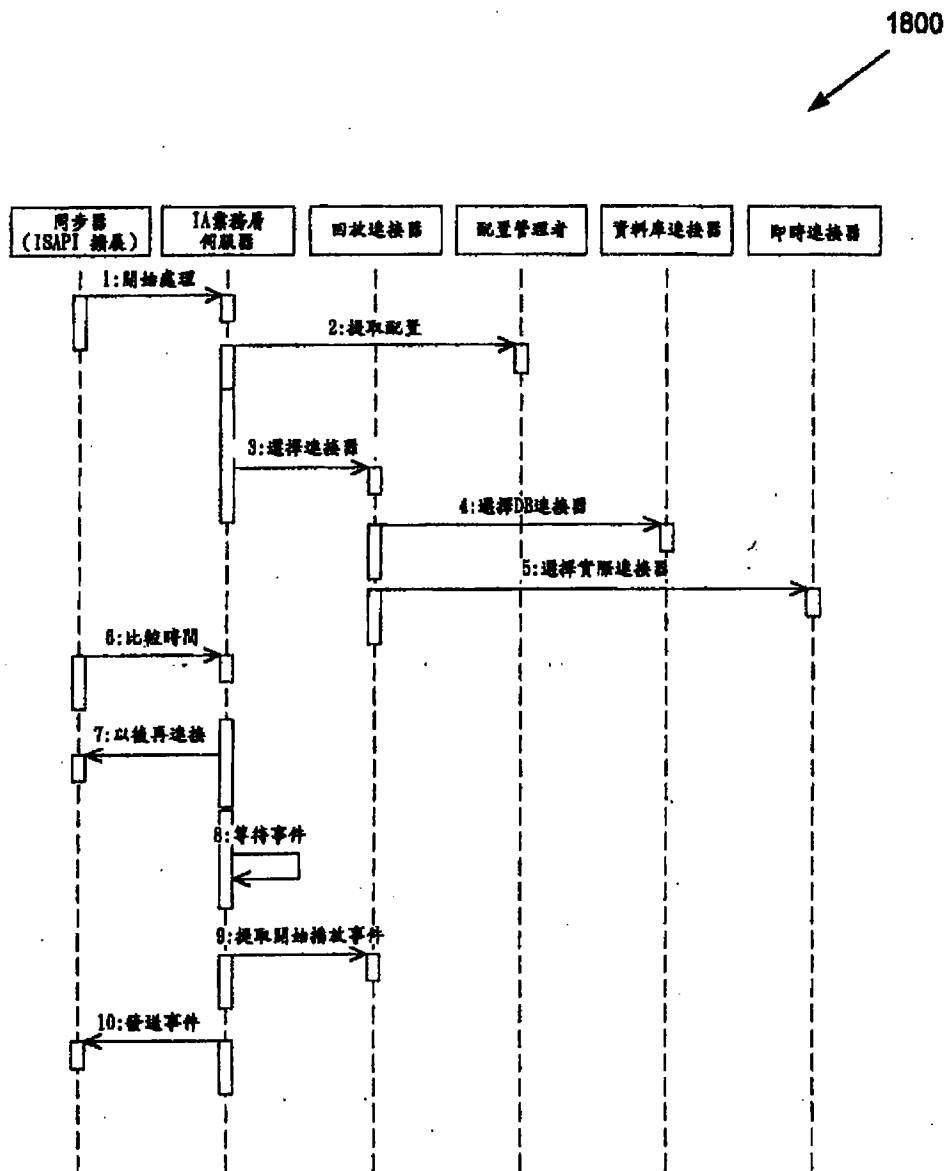 1800
同步器
(ISAPI 擴展)
IA業務層
伺服器
回放連接器
配置管理者
資料庫連接器
即時連接器
1:開始處理
2:提取配置
3:選擇連接器
4:選擇DB連接器
5:選擇實際連接器
6:比較時間
7:以後再連接
8:等待事件
9:提取開始播放事件
10:發送事件